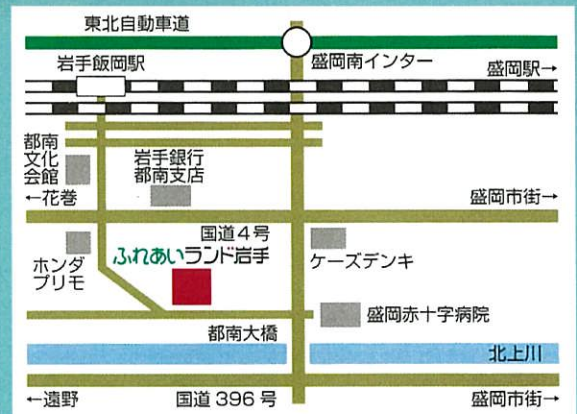 東北自動車道
岩手飯岡駅
盛岡南インター
盛岡駅→
都南
文化
会館
岩手銀行
都南支店
←花巻
盛岡市街→
国道4号
ホンダ
プリモ
ふれあいランド岩手
ケーズデンキ
盛岡赤十字病院
都南大橋
北上川
←遠野
国道396号
盛岡市街→